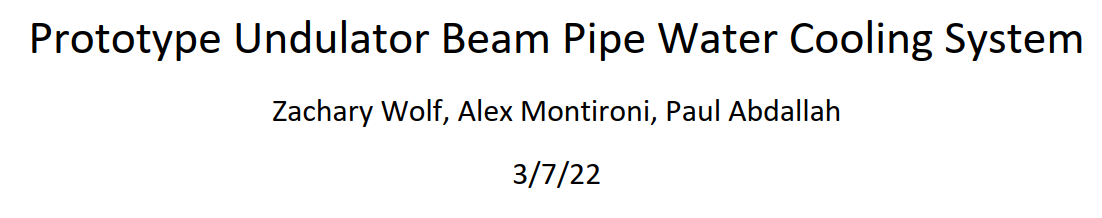 Prototype Undulator Beam Pipe Water Cooling System
Zachary Wolf, Alex Montironi, Paul Abdallah
3/7/22